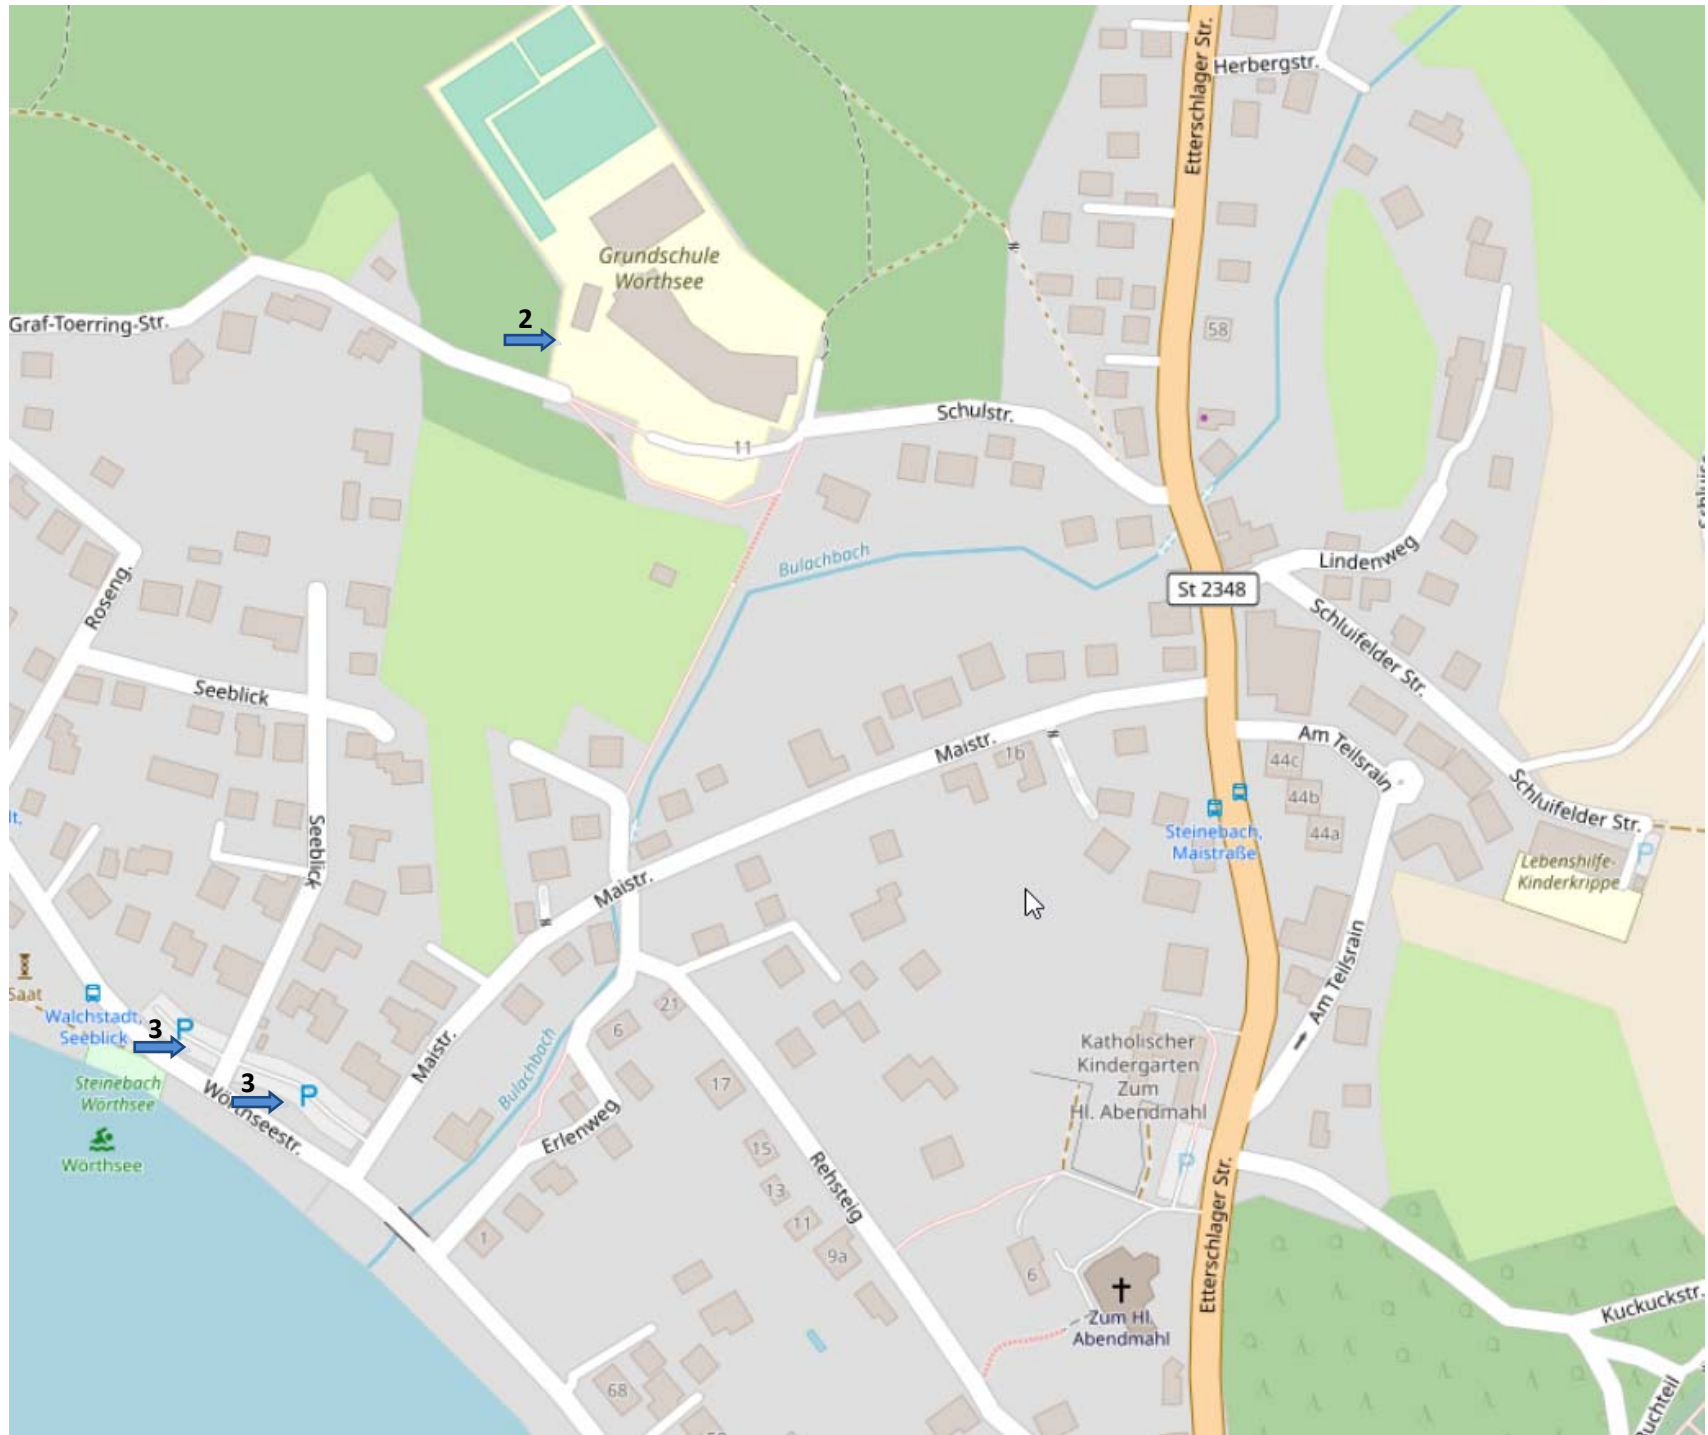 Etterschlager Str.
Herbergstr.
Grundschule
Wörthsee
2
Graf-Toerring-Str.
58
Schulstr.
11
Lindenweg
Bulachbach
St 2348
Roseng.
Schluifelder Str.
Seeblick
Maistr.
1b
Am Teilsrain
44c
44b
44a
Steinebach,
Maistraße
Schluifelder Str.
P
Lebenshilfe-
Kinderkrippe
lt,
Seeblick
Maistr.
Saat
Walchstadt,
Seeblick
3
P
Am Teilsrain
21
6
Maistr.
Bulachbach
Katholischer
Kindergarten
Zum
Hl. Abendmahl
Steinebach
Wörthsee
3
P
17
Wörthseestr.
Wörthsee
Erlenweg
15
13
11
9a
Rehsteig
P
1
6
Etterschlager Str.
Zum Hl.
Abendmahl
Kuckuckstr.
68